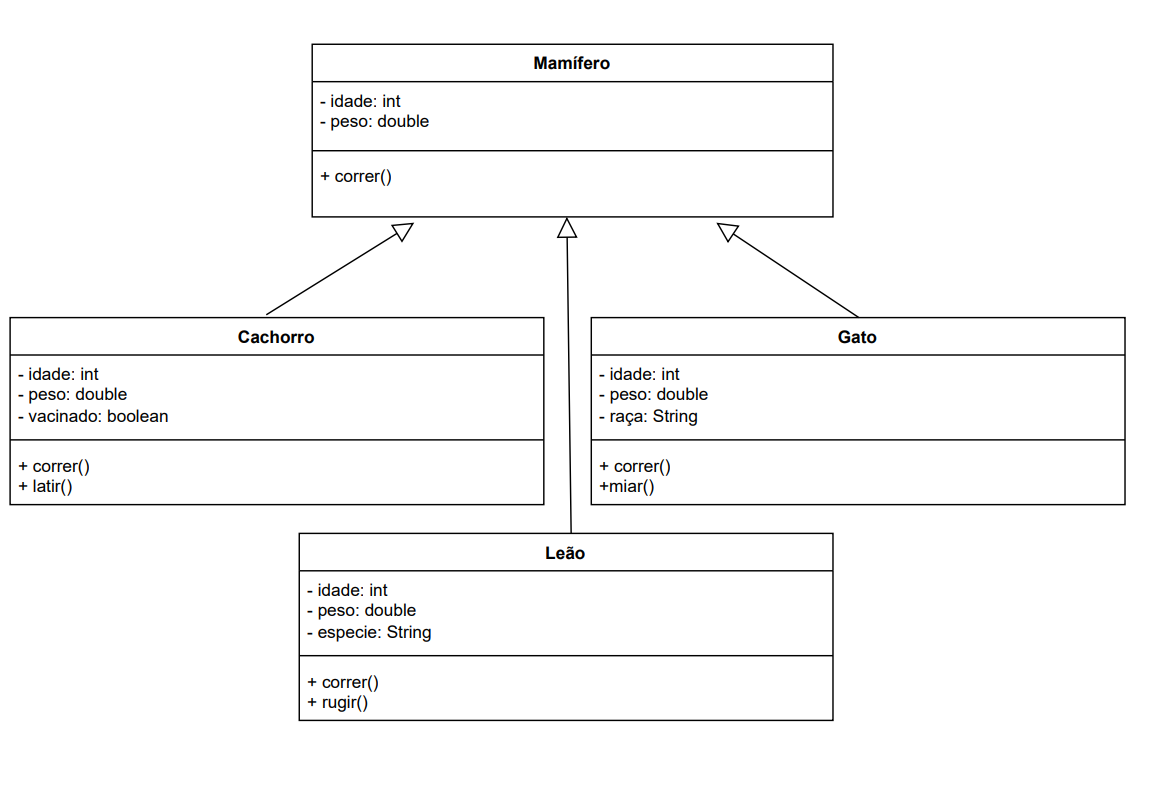 Mamífero
- idade: int
- peso: double
+ correr()
Cachorro
- idade: int
- peso: double
- vacinado: boolean
+ correr()
+ latir()
Gato
- idade: int
- peso: double
- raça: String
+ correr()
+miar()
Leão
- idade: int
- peso: double
- especie: String
+ correr()
+ rugir()